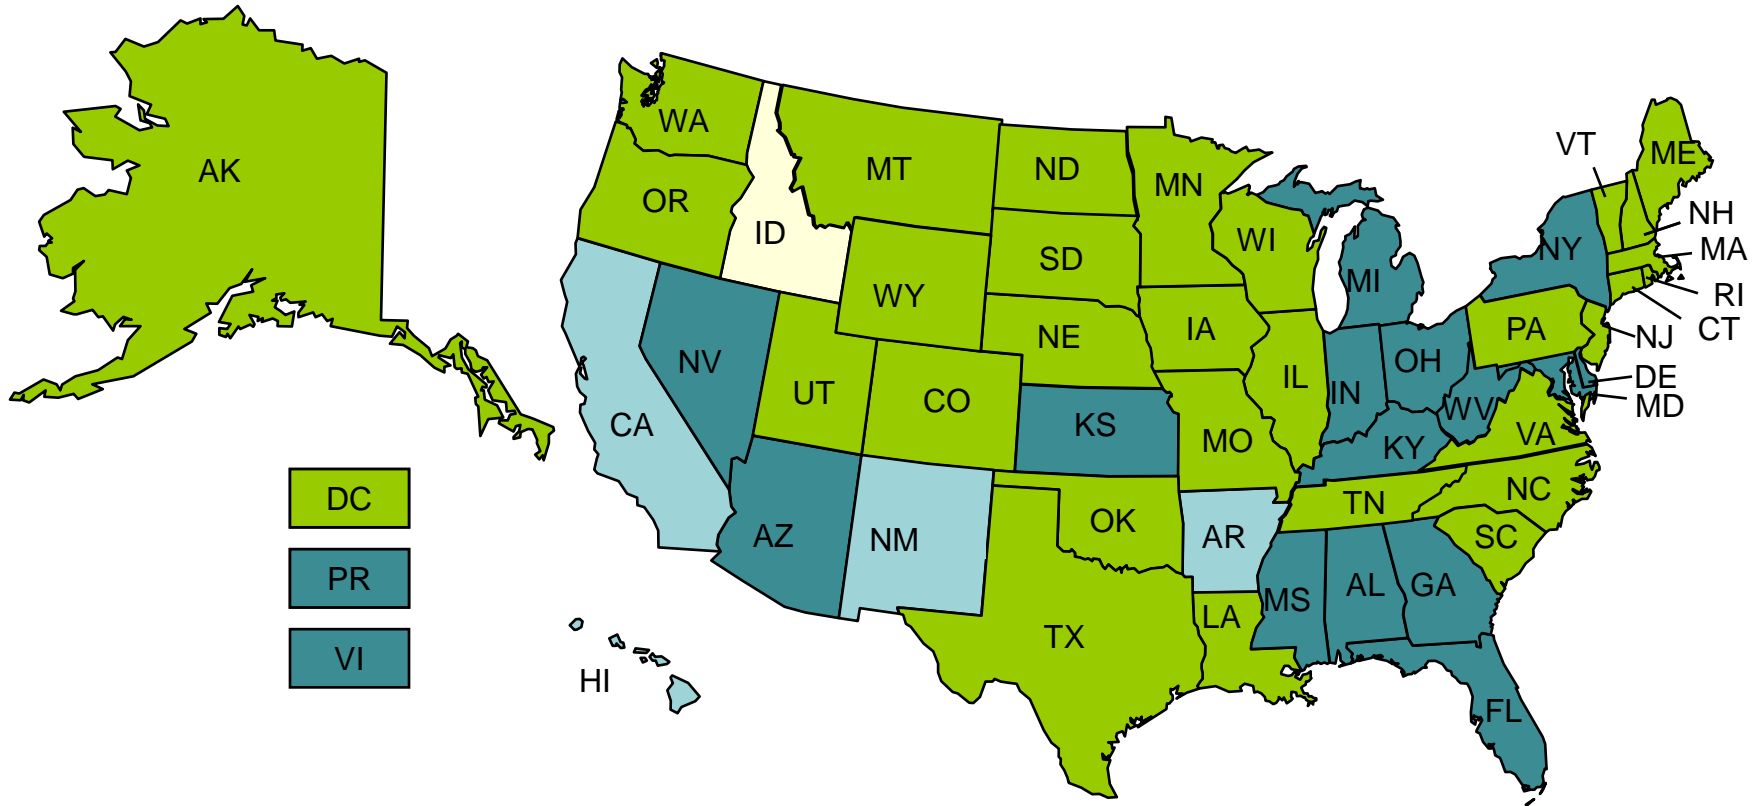 AK
WA
OR
ID
MT
ND
MN
WI
MI
VT
ME
NH
NY
MA
RI
CT
NJ
DE
MD
WY
SD
NE
IA
IL
IN
OH
PA
WV
VA
KY
CA
NV
UT
CO
KS
MO
TN
NC
SC
AZ
NM
OK
AR
TX
LA
MS
AL
GA
FL
HI
DC
PR
VI